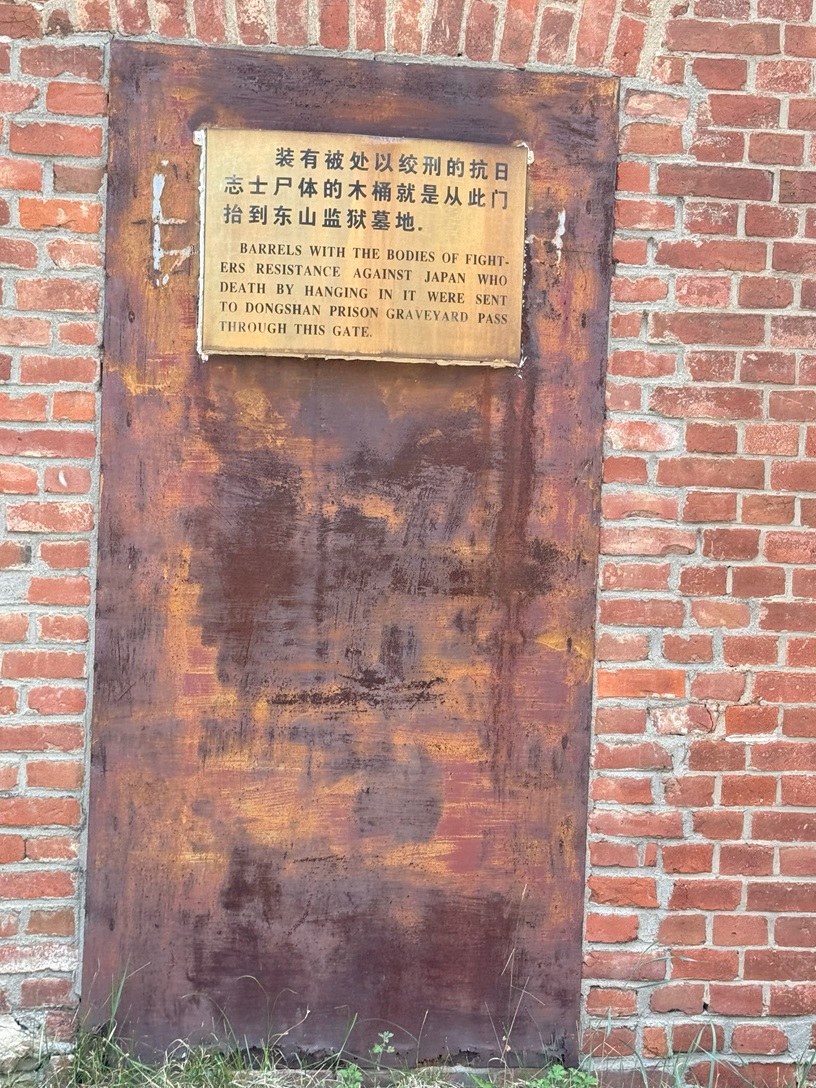 装有被处以绞刑的抗日
志士尸体的木桶就是从此门
抬到东山监狱墓地.
BARRELS WITH THE BODIES OF FIGHT-
ERS RESISTANCE AGAINST JAPAN WHO
DEATH BY HANGING IN IT WERE SENT
TO DONGSHAN PRISON GRAVEYARD PASS
THROUGH THIS GATE.